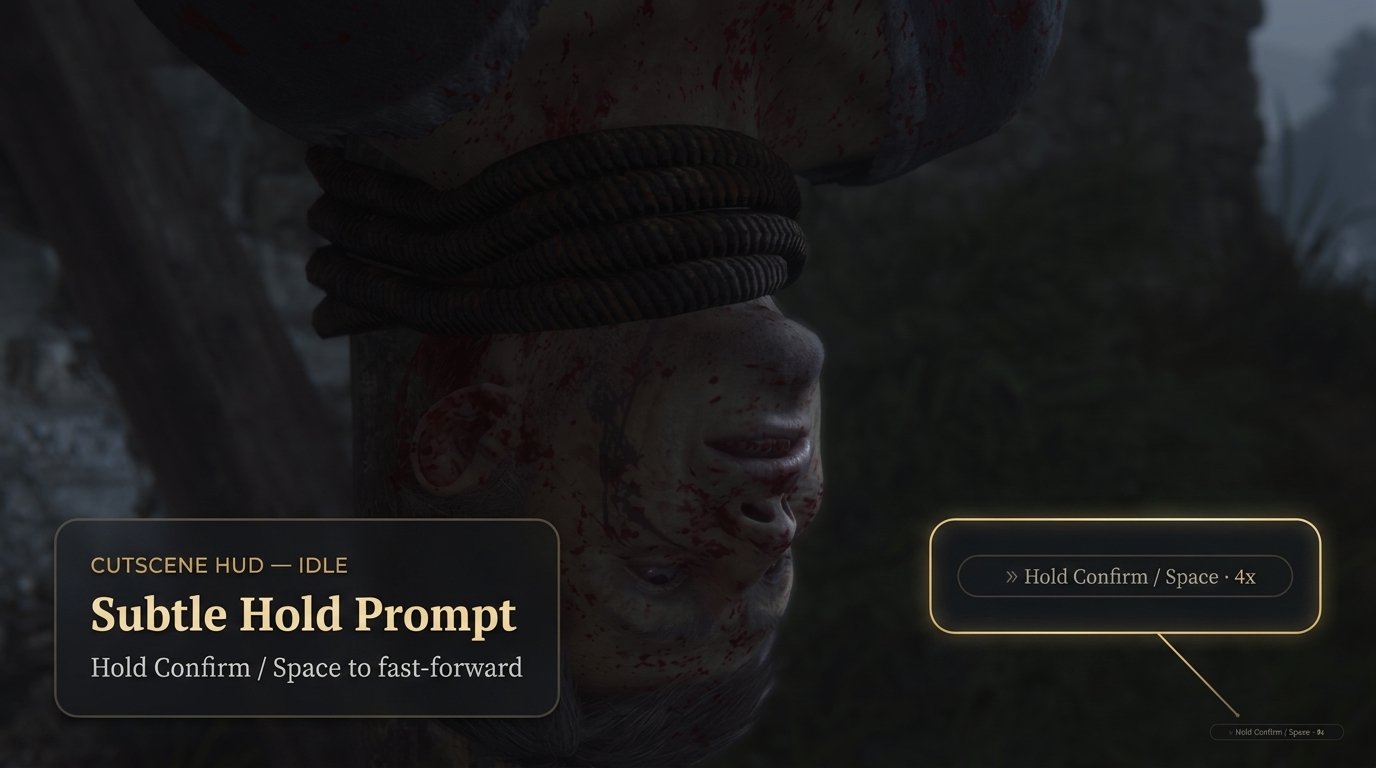 CUTSCENE HUD — IDLE
Subtle Hold Prompt
Hold Confirm / Space to fast-forward
» Hold Confirm / Space · 4x
Hold Confirm / Space ·